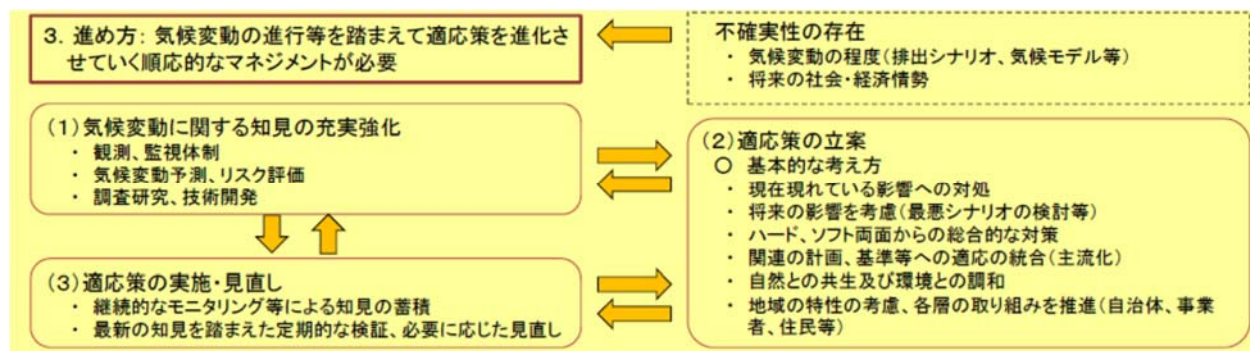 3．進め方：気候変動の進行等を踏まえて適応策を進化さ
せていく順応的なマネジメントが必要
不確実性の存在
・ 気候変動の程度（排出シナリオ、気候モデル等）
・ 将来の社会・経済情勢
（1）気候変動に関する知見の充実強化
・ 観測、監視体制
・ 気候変動予測、リスク評価
・ 調査研究、技術開発
（2）適応策の立案
○ 基本的な考え方
・ 現在現れている影響への対処
・ 将来の影響を考慮（最悪シナリオの検討等）
・ ハード、ソフト両面からの総合的な対策
・ 関連の計画、基準等への適応の統合（主流化）
・ 自然との共生及び環境との調和
・ 地域の特性の考慮、各層の取り組みを推進（自治体、事業
者、住民等）
（3）適応策の実施・見直し
・ 継続的なモニタリング等による知見の蓄積
・ 最新の知見を踏まえた定期的な検証、必要に応じた見直し